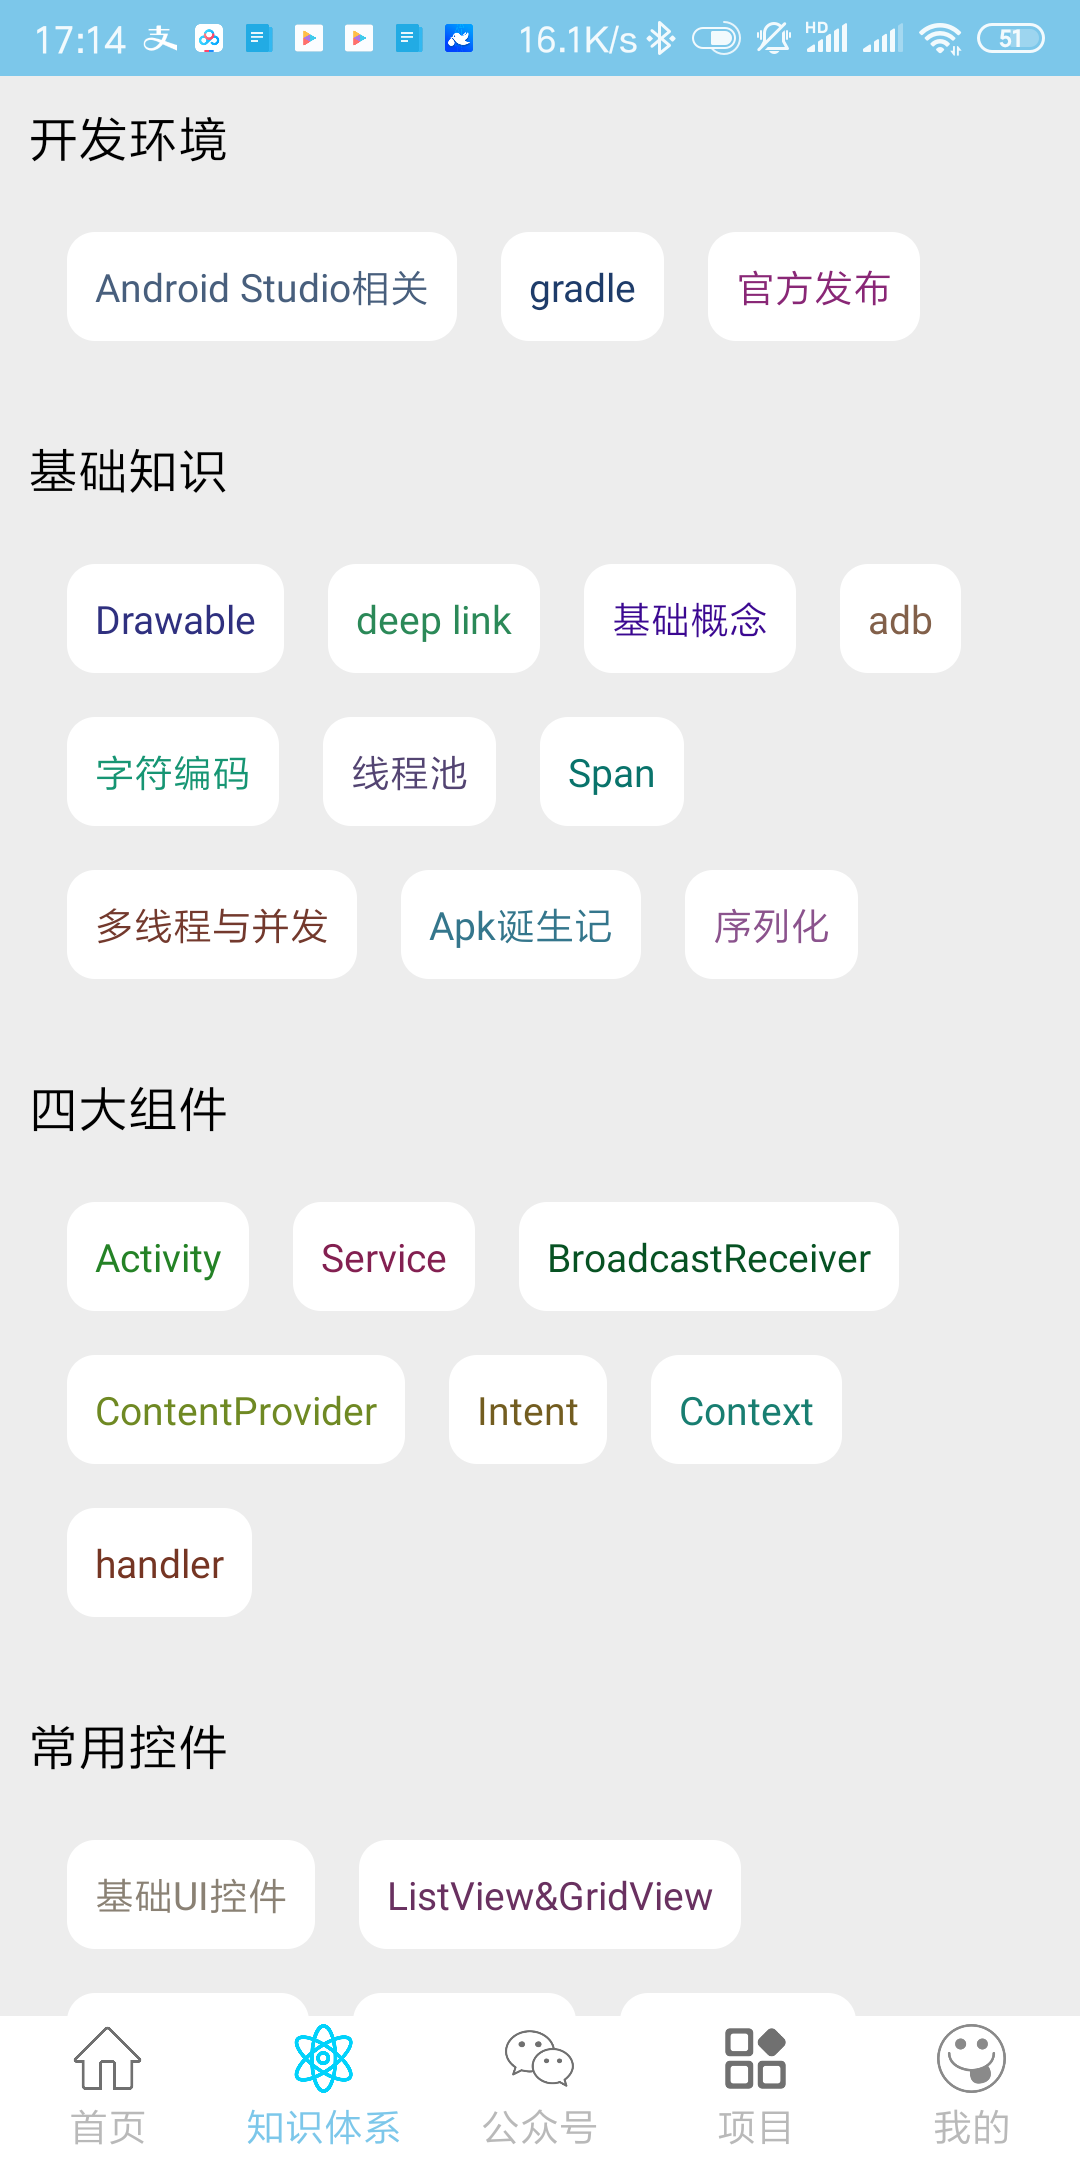 17:14 支 16.1K/s HD 51
开发环境
Android Studio相关 gradle 官方发布
基础知识
Drawable deep link 基础概念 adb
字符编码 线程池 Span
多线程与并发 Apk诞生记 序列化
四大组件
Activity Service BroadcastReceiver
ContentProvider Intent Context
handler
常用控件
基础UI控件 ListView&GridView
首页 知识体系 公众号 项目 我的